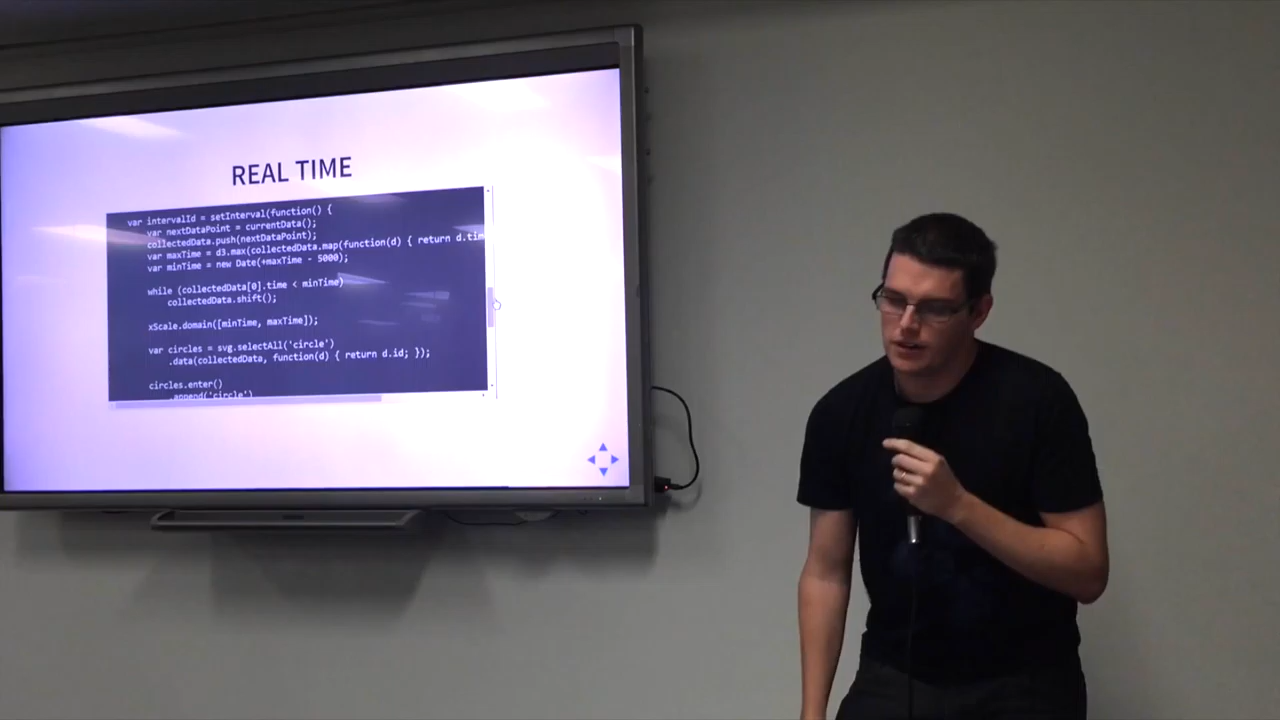 REAL TIME
var intervalId = setInterval(function() {
var nextDataPoint = currentData();
collectedData.push(nextDataPoint);
var maxTime = d3.max(collectedData.map(function(d) { return d.tim
var minTime = new Date(+maxTime - 5000);
while (collectedData[0].time < minTime)
collectedData.shift();
xScale.domain([minTime, maxTime]);
var circles = svg.selectAll('circle')
.data(collectedData, function(d) { return d.id; });
circles.enter()
.append('circle')